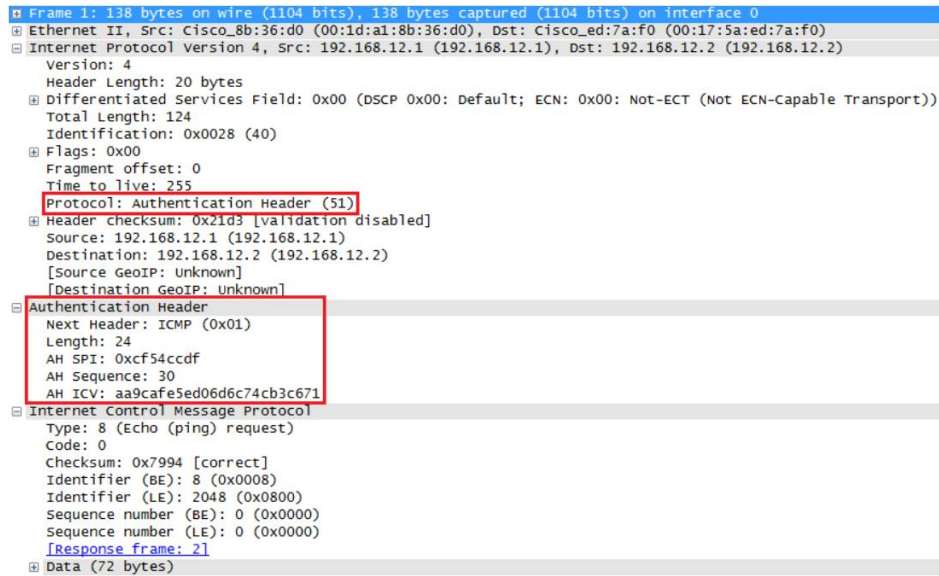 Frame 1: 138 bytes on wire (1104 bits), 138 bytes captured (1104 bits) on interface 0
Ethernet II, Src: Cisco_8b:36:d0 (00:1d:a1:8b:36:d0), Dst: Cisco_ed:7a:f0 (00:17:5a:ed:7a:f0)
Internet Protocol Version 4, Src: 192.168.12.1 (192.168.12.1), Dst: 192.168.12.2 (192.168.12.2)
Version: 4
Header Length: 20 bytes
Differentiated Services Field: 0x00 (DSCP 0x00: Default; ECN: 0x00: Not-ECT (Not ECN-Capable Transport))
Total Length: 124
Identification: 0x0028 (40)
Flags: 0x00
Fragment offset: 0
Time to live: 255
Protocol: Authentication Header (51)
Header checksum: 0x21d3 [validation disabled]
Source: 192.168.12.1 (192.168.12.1)
Destination: 192.168.12.2 (192.168.12.2)
[Source GeoIP: Unknown]
[Destination GeoIP: Unknown]
Authentication Header
Next Header: ICMP (0x01)
Length: 24
AH SPI: 0xcf54ccdf
AH Sequence: 30
AH ICV: aa9cafe5ed06d6c74cb3c671
Internet Control Message Protocol
Type: 8 (Echo (ping) request)
Code: 0
Checksum: 0x7994 [correct]
Identifier (BE): 8 (0x0008)
Identifier (LE): 2048 (0x0800)
Sequence number (BE): 0 (0x0000)
Sequence number (LE): 0 (0x0000)
[Response frame: 2]
Data (72 bytes)